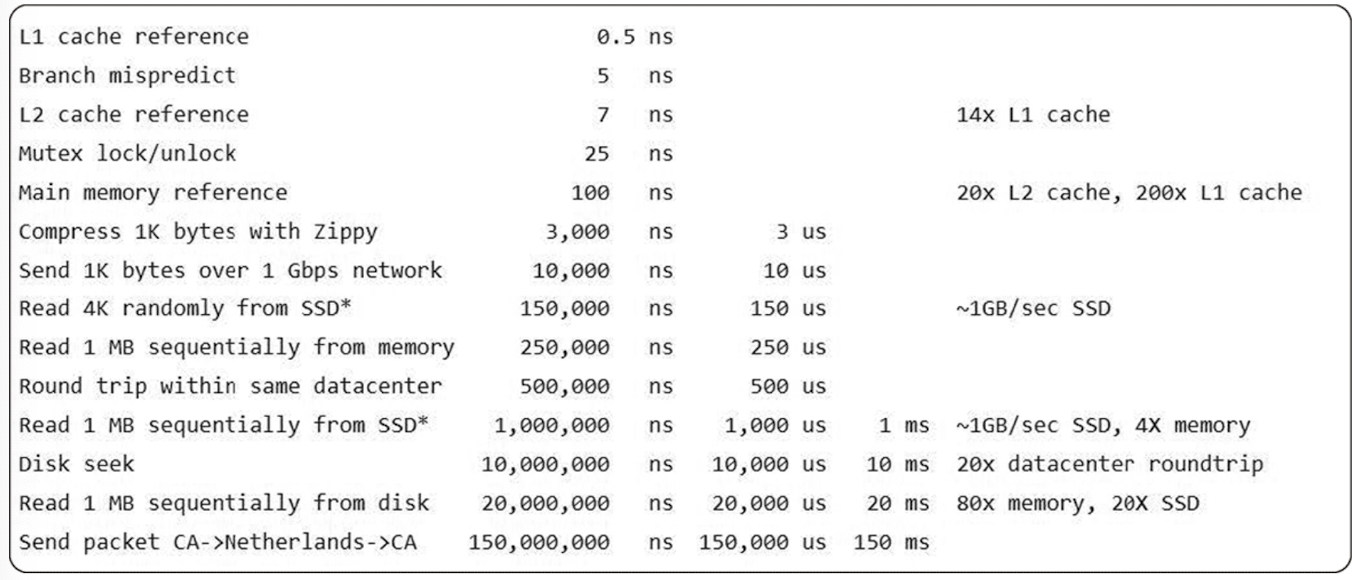 L1 cache reference 0.5 ns
Branch mispredict 5 ns
L2 cache reference 7 ns 14x L1 cache
Mutex lock/unlock 25 ns
Main memory reference 100 ns 20x L2 cache, 200x L1 cache
Compress 1K bytes with Zippy 3,000 ns 3 us
Send 1K bytes over 1 Gbps network 10,000 ns 10 us
Read 4K randomly from SSD* 150,000 ns 150 us ~1GB/sec SSD
Read 1 MB sequentially from memory 250,000 ns 250 us
Round trip within same datacenter 500,000 ns 500 us
Read 1 MB sequentially from SSD* 1,000,000 ns 1,000 us 1 ms ~1GB/sec SSD, 4X memory
Disk seek 10,000,000 ns 10,000 us 10 ms 20x datacenter roundtrip
Read 1 MB sequentially from disk 20,000,000 ns 20,000 us 20 ms 80x memory, 20X SSD
Send packet CA->Netherlands->CA 150,000,000 ns 150,000 us 150 ms